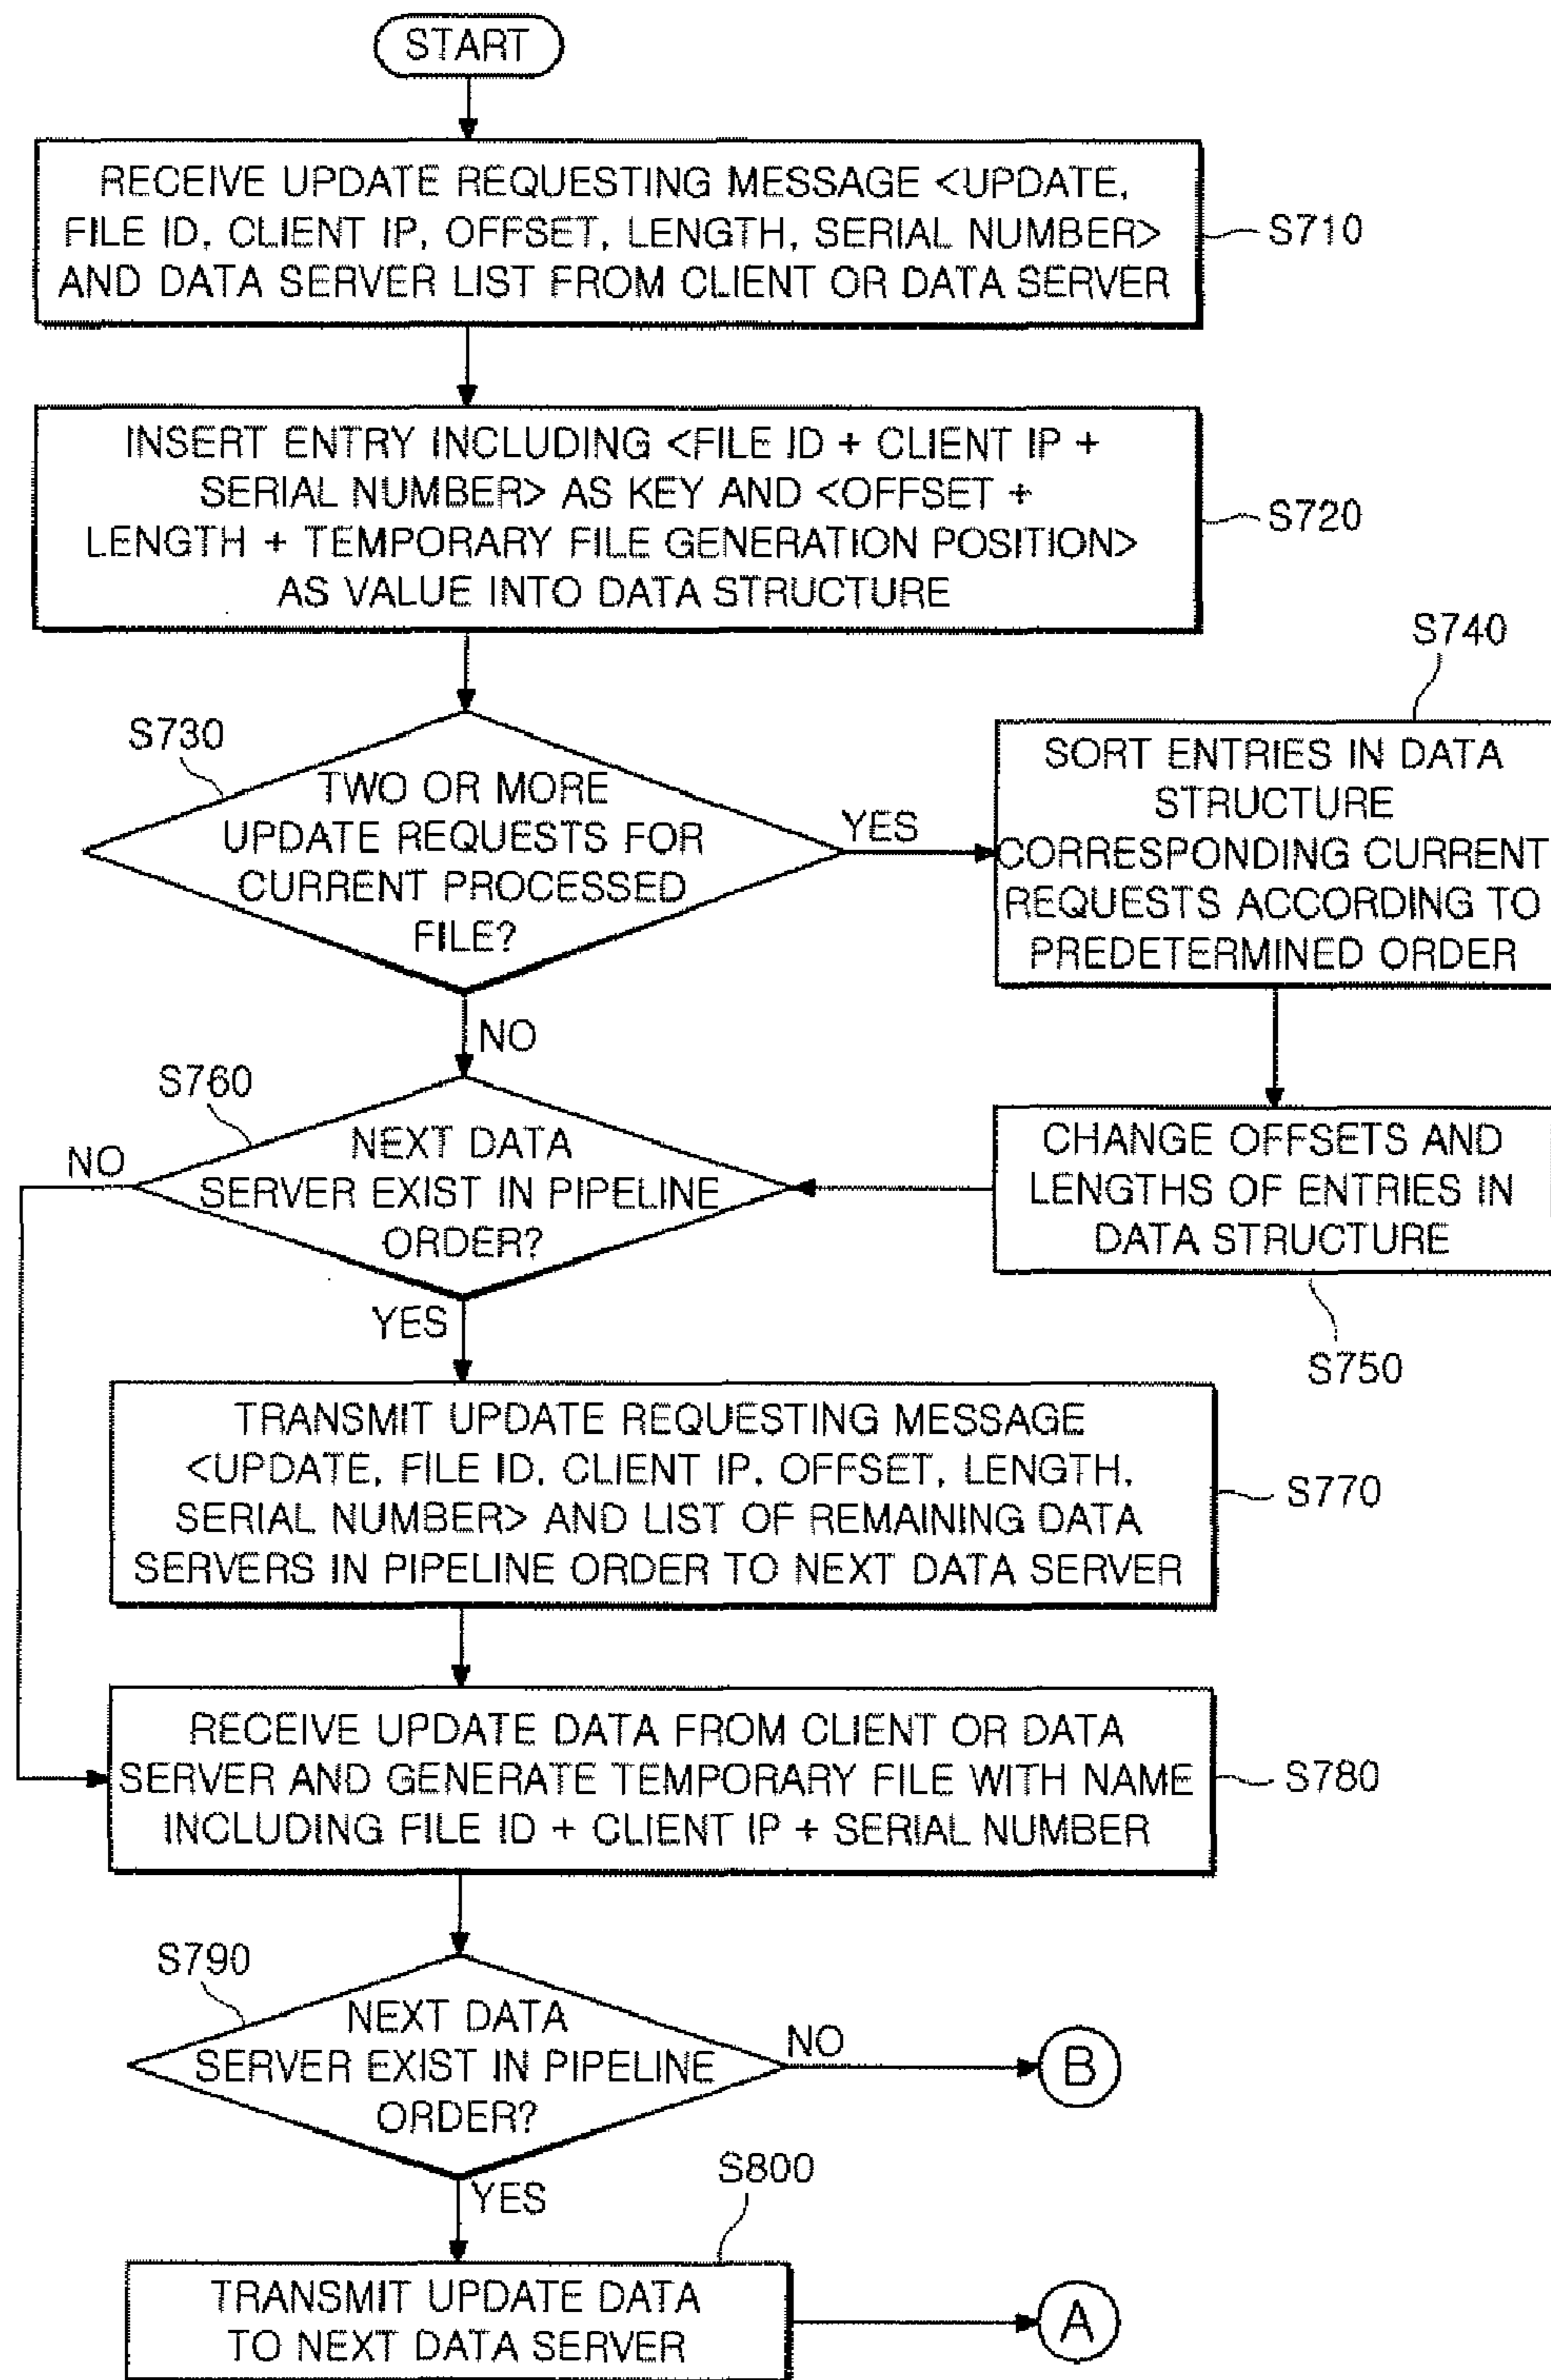 START
RECEIVE UPDATE REQUESTING MESSAGE <UPDATE,
FILE ID, CLIENT IP, OFFSET, LENGTH, SERIAL NUMBER>
AND DATA SERVER LIST FROM CLIENT OR DATA SERVER
S710
INSERT ENTRY INCLUDING <FILE ID + CLIENT IP +
SERIAL NUMBER> AS KEY AND <OFFSET +
LENGTH + TEMPORARY FILE GENERATION POSITION>
AS VALUE INTO DATA STRUCTURE
S720
S730
TWO OR MORE
UPDATE REQUESTS FOR
CURRENT PROCESSED
FILE?
YES
NO
S740
SORT ENTRIES IN DATA
STRUCTURE
CORRESPONDING CURRENT
REQUESTS ACCORDING TO
PREDETERMINED ORDER
CHANGE OFFSETS AND
LENGTHS OF ENTRIES IN
DATA STRUCTURE
S750
S760
NEXT DATA
SERVER EXIST IN PIPELINE
ORDER?
NO
YES
TRANSMIT UPDATE REQUESTING MESSAGE
<UPDATE, FILE ID, CLIENT IP, OFFSET, LENGTH,
SERIAL NUMBER> AND LIST OF REMAINING DATA
SERVERS IN PIPELINE ORDER TO NEXT DATA SERVER
S770
RECEIVE UPDATE DATA FROM CLIENT OR DATA
SERVER AND GENERATE TEMPORARY FILE WITH NAME
INCLUDING FILE ID + CLIENT IP + SERIAL NUMBER
S780
S790
NEXT DATA
SERVER EXIST IN PIPELINE
ORDER?
NO
B
YES
S800
TRANSMIT UPDATE DATA
TO NEXT DATA SERVER
A